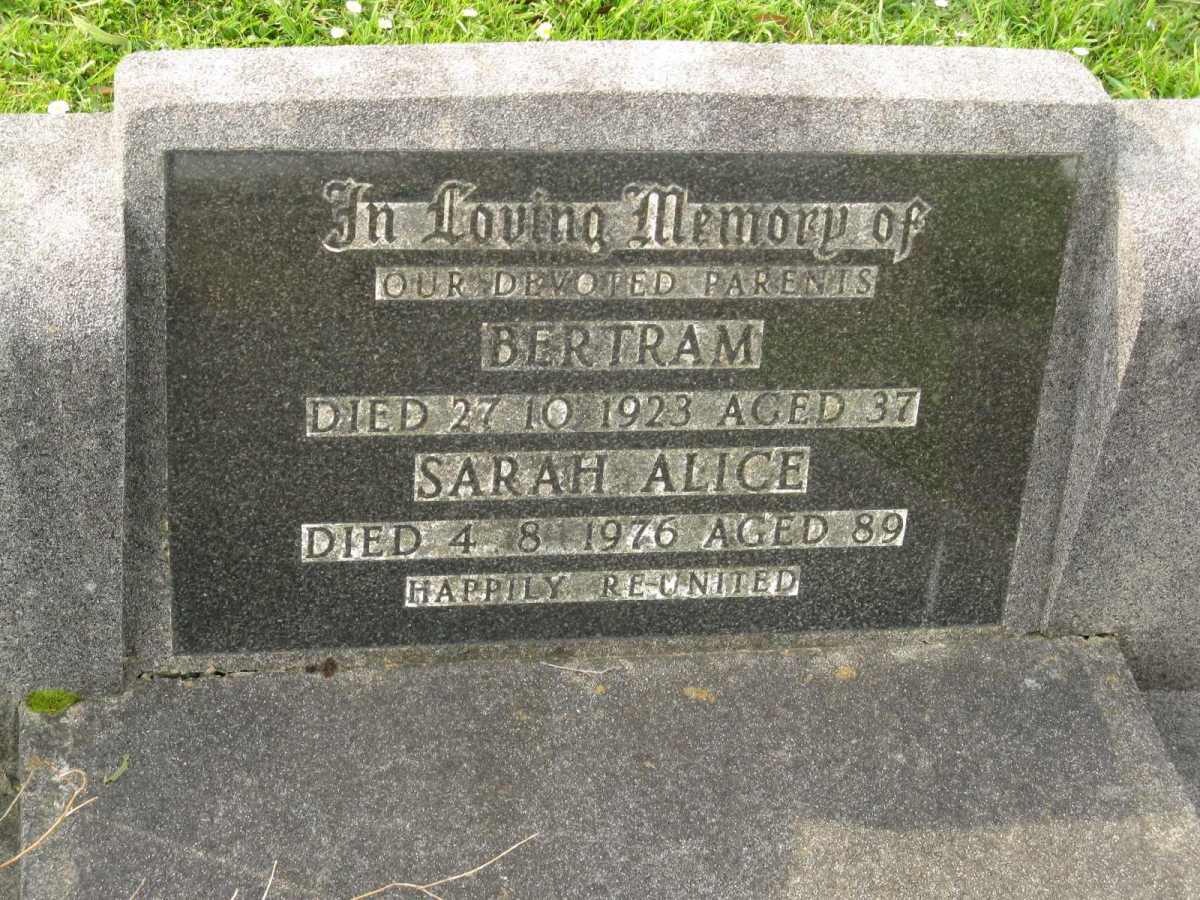 In Loving Memory of
OUR DEVOTED PARENTS
BERTRAM
DIED 27 10 1923 AGED 37
SARAH ALICE
DIED 4 8 1976 AGED 89
HAPPILY RE-UNITED